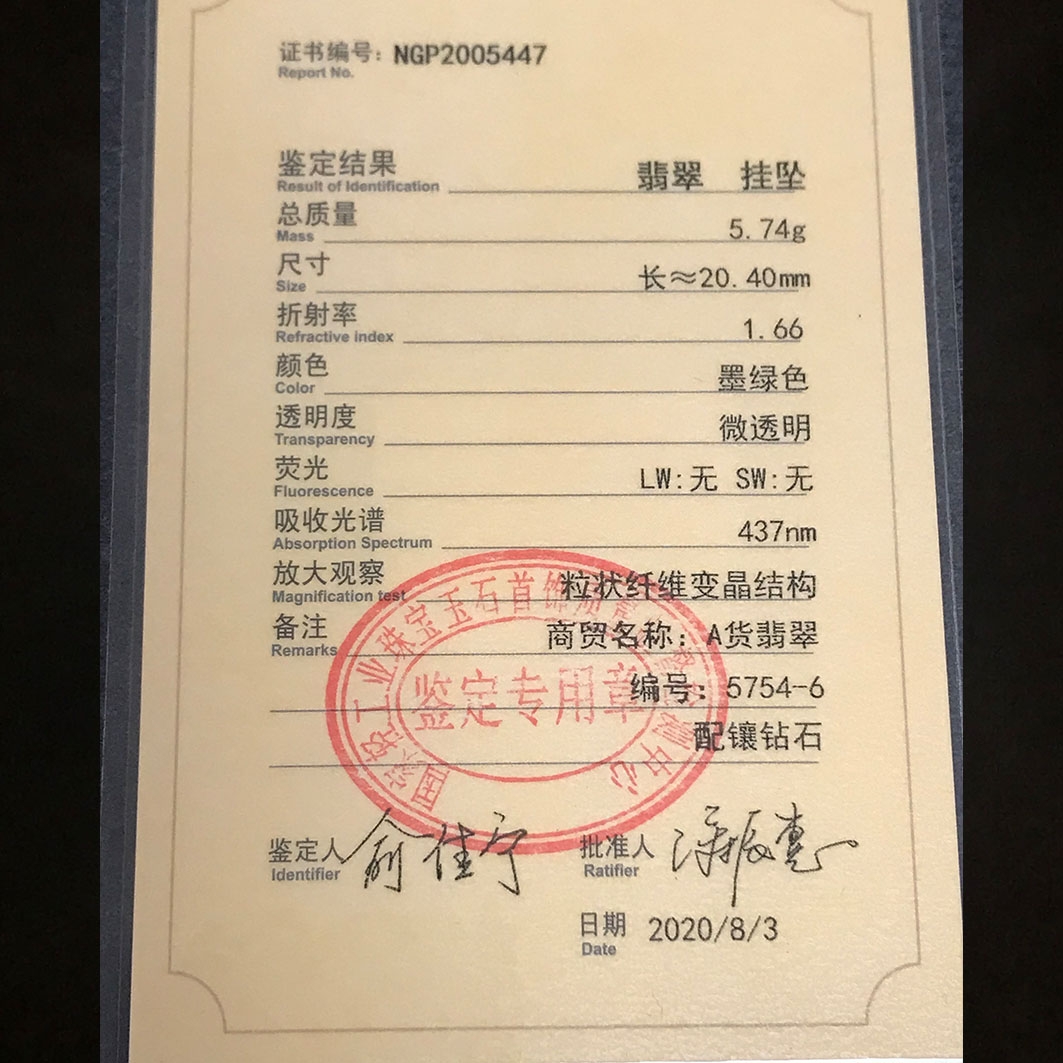 证书编号：NGP2005447
Report No.
鉴定结果 翡翠 挂坠
Result of Identification
总质量 5.74g
Mass
尺寸 长≈20.40mm
Size
折射率 1.66
Refractive index
颜色 墨绿色
Color
透明度 微透明
Transparency
荧光 LW:无 SW:无
Fluorescence
吸收光谱 437nm
Absorption Spectrum
放大观察 粒状纤维变晶结构
Magnification test
备注 商贸名称：A货翡翠
Remarks
编号：5754-6
配镶钻石
鉴定专用章
鉴定人 俞佳宁 批准人
Identifier Ratifier
日期 2020/8/3
Date